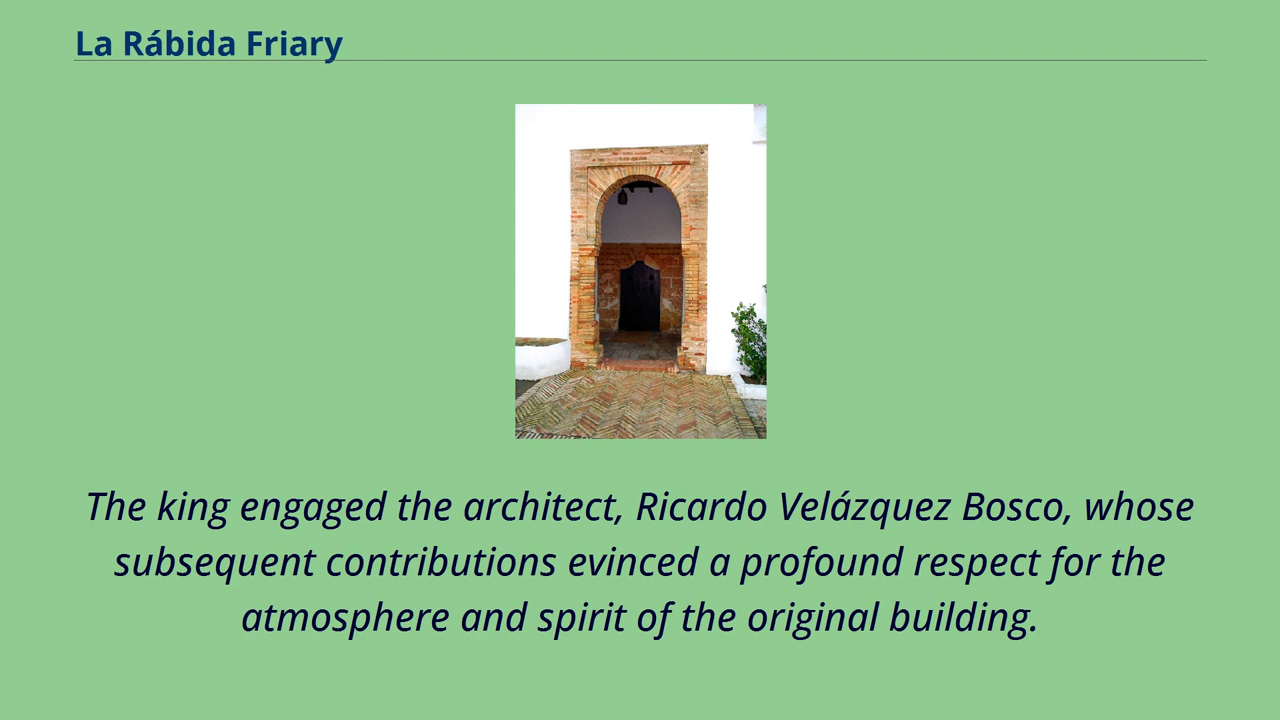 La Rábida Friary
The king engaged the architect, Ricardo Velázquez Bosco, whose
subsequent contributions evinced a profound respect for the
atmosphere and spirit of the original building.